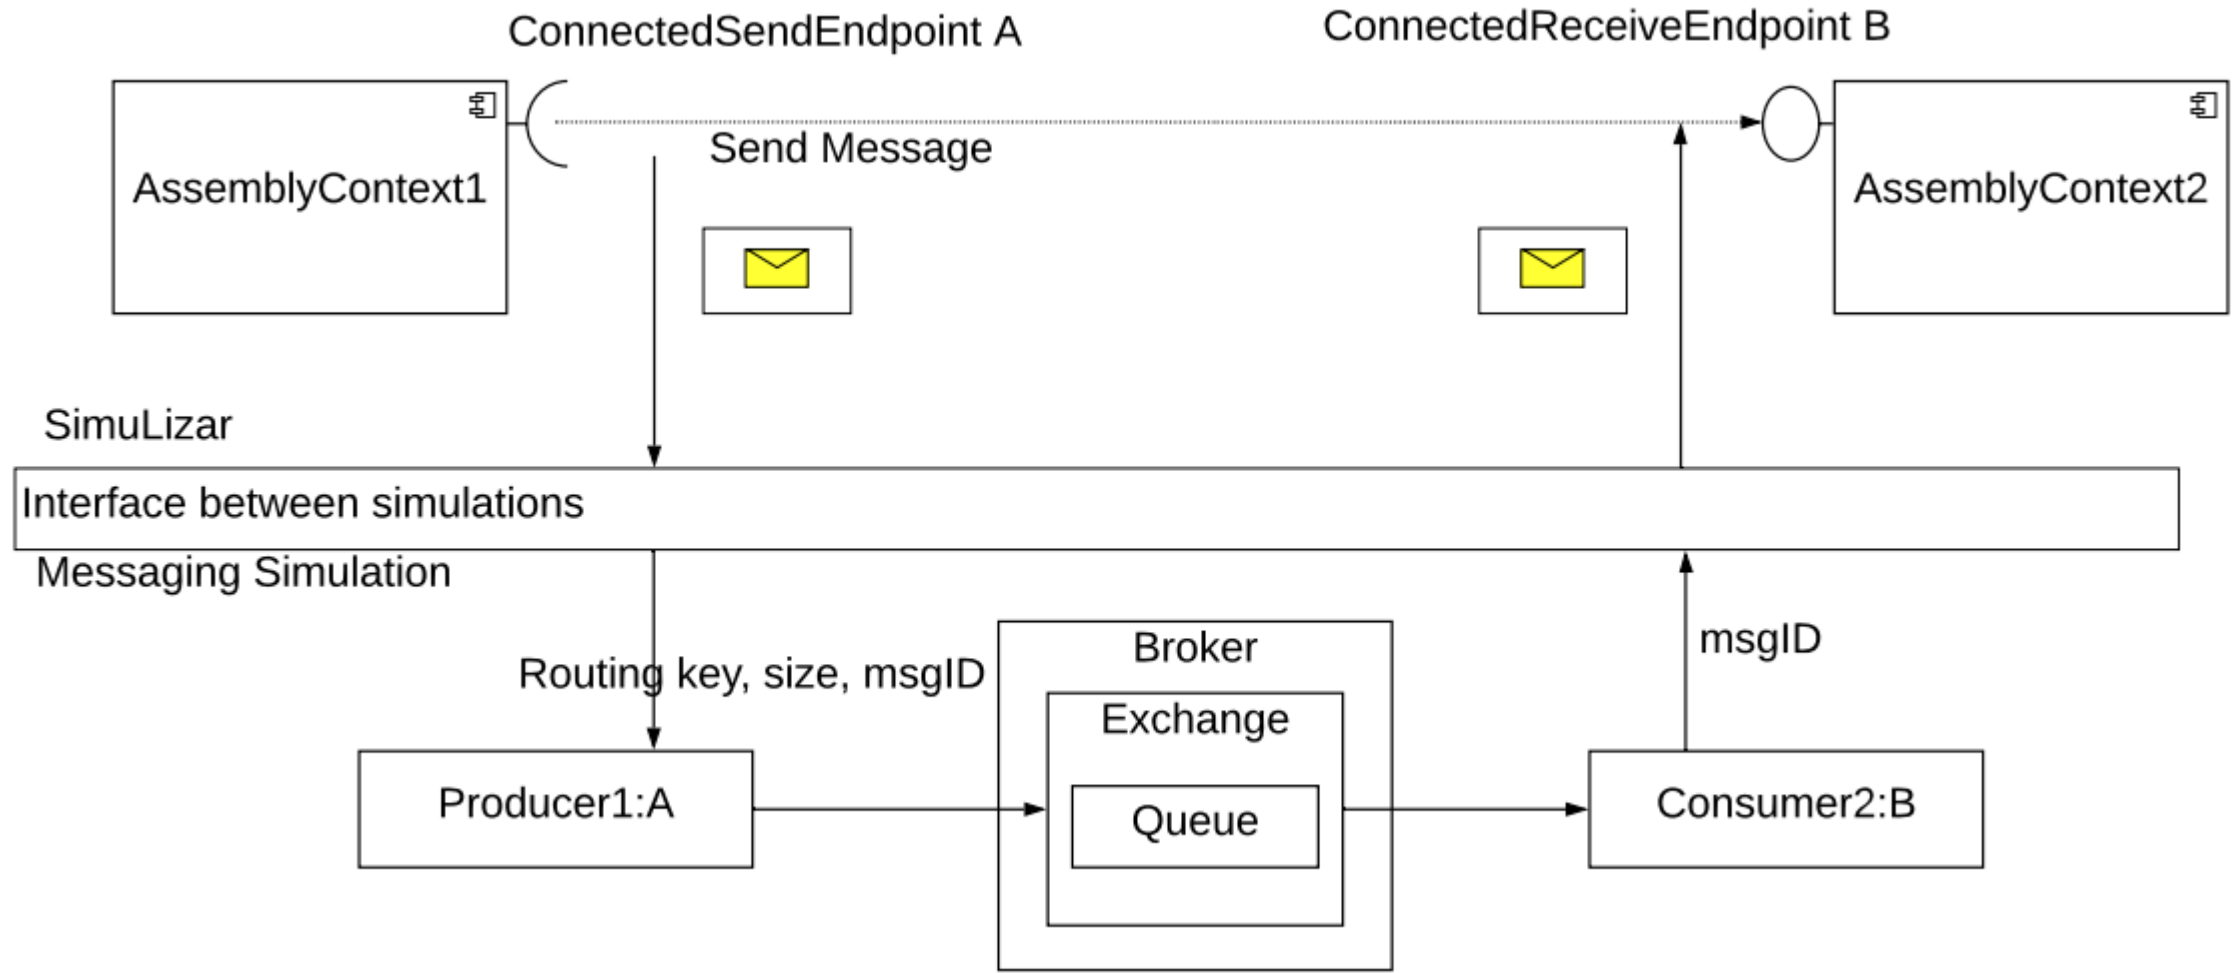 ConnectedSendEndpoint A
ConnectedReceiveEndpoint B
AssemblyContext1
Send Message
AssemblyContext2
SimuLizar
Interface between simulations
Messaging Simulation
Routing key, size, msgID
Broker
msgID
Exchange
Producer1:A
Queue
Consumer2:B